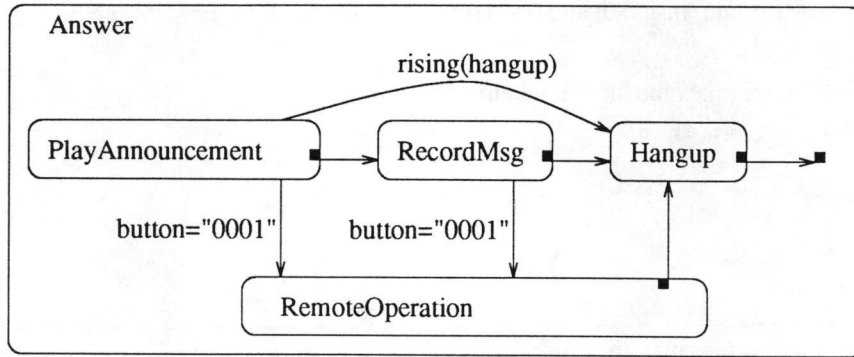 Answer
rising(hangup)
PlayAnnouncement
RecordMsg
Hangup
button="0001"
button="0001"
RemoteOperation